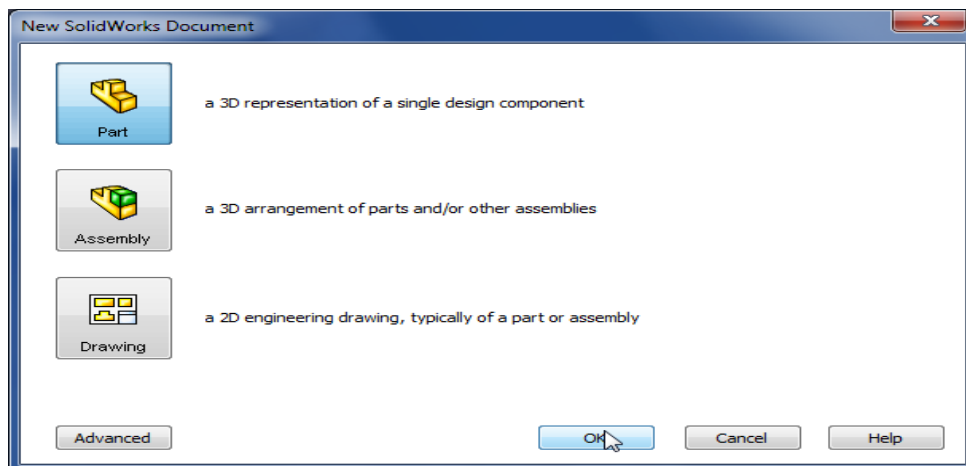 New SolidWorks Document
Part
a 3D representation of a single design component
Assembly
a 3D arrangement of parts and/or other assemblies
Drawing
a 2D engineering drawing, typically of a part or assembly
Advanced
OK
Cancel
Help